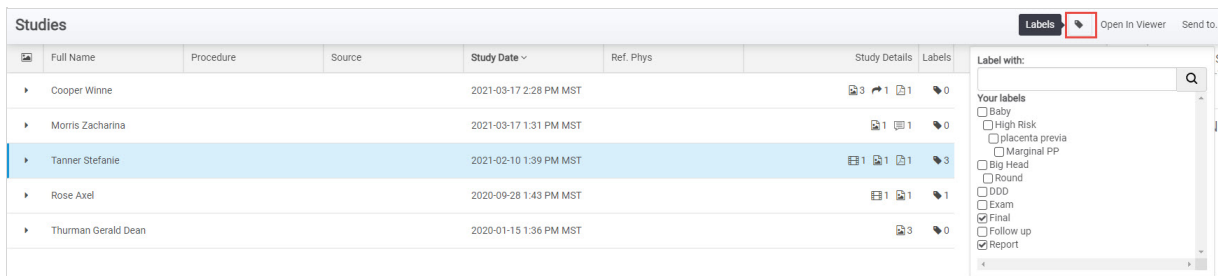 Studies
Labels Open In Viewer Send to.
Full Name Procedure Source Study Date Ref. Phys Study Details Labels
Cooper Winne 2021-03-17 2:28 PM MST 3 1 1 0
Morris Zacharina 2021-03-17 1:31 PM MST 1 1 0
Tanner Stefanie 2021-02-10 1:39 PM MST 1 1 1 3
Rose Axel 2020-09-28 1:43 PM MST 1 1 1
Thurman Gerald Dean 2020-01-15 1:36 PM MST 3 0
Label with:
Your labels
Baby
High Risk
placenta previa
Marginal PP
Big Head
Round
DDD
Exam
Final
Follow up
Report